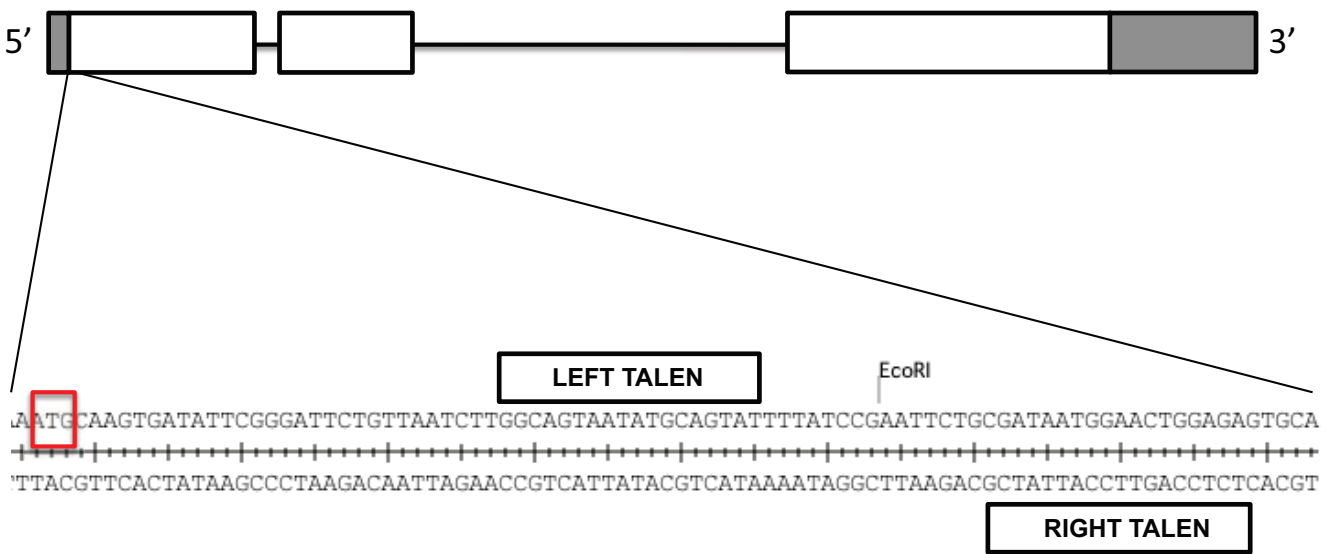 5’ 3’
LEFT TALEN
EcoRI
AATGCAAGTGATATTCGGGATTCTGTTAATCTTGGCAGTAATATGCAGTATTTTATCCGAATTCTGCGATAATGGAACTGGAGAGTGCA
TTACGTTCACTATAAGCCCTAAGACAATTAGAACCGTCATTATACGTCATAAAATAGGCTTAAGACGCTATTACCTTGACCTCTCACGT
RIGHT TALEN